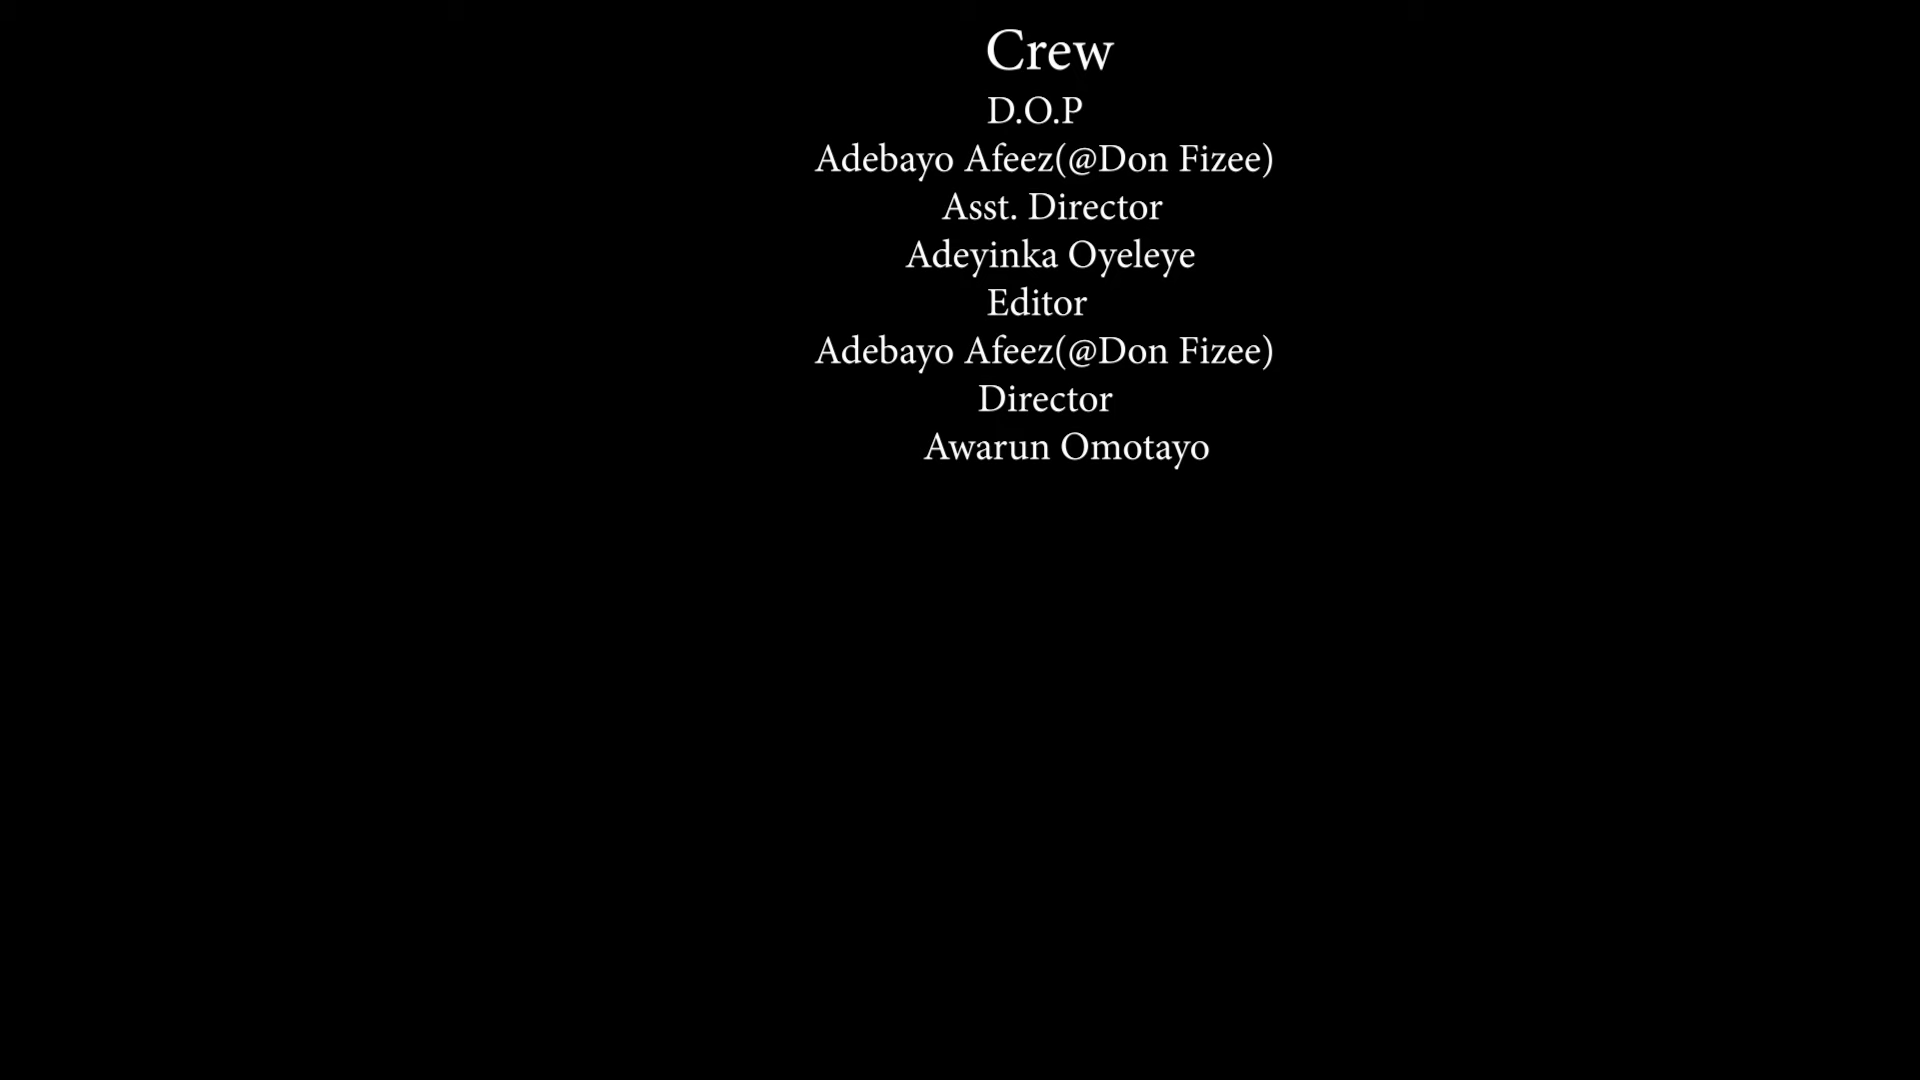 Crew
D.O.P
Adebayo Afeez(@Don Fizee)
Asst. Director
Adeyinka Oyeleye
Editor
Adebayo Afeez(@Don Fizee)
Director
Awarun Omotayo